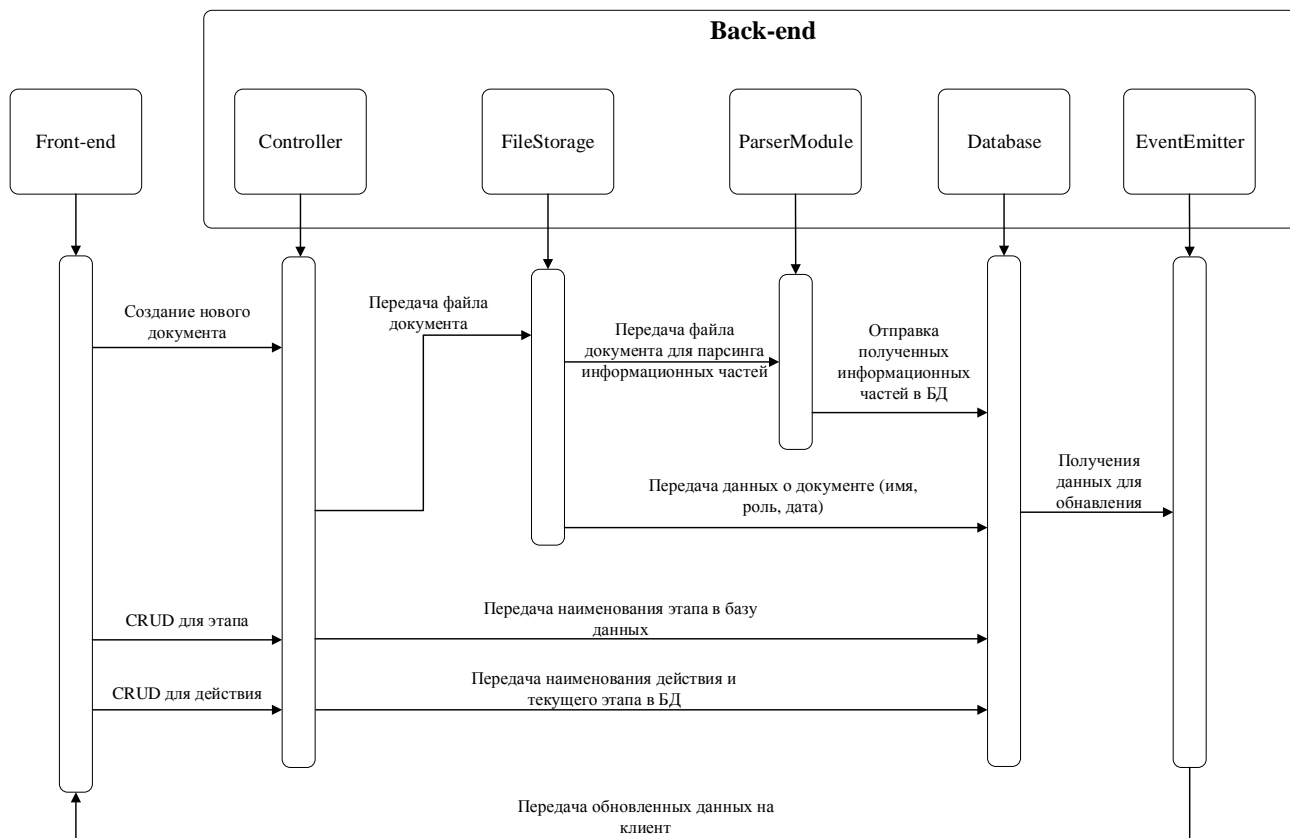 Back-end
Front-end
Controller
FileStorage
ParserModule
Database
EventEmitter
Создание нового
документа
Передача файла
документа
Передача файла
документа для парсинга
информационных частей
Отправка
полученных
информационных
частей в БД
Передача данных о документе (имя,
роль, дата)
Получения
данных для
обнавления
CRUD для этапа
Передача наименования этапа в базу
данных
CRUD для действия
Передача наименования действия и
текущего этапа в БД
Передача обновленных данных на
клиент